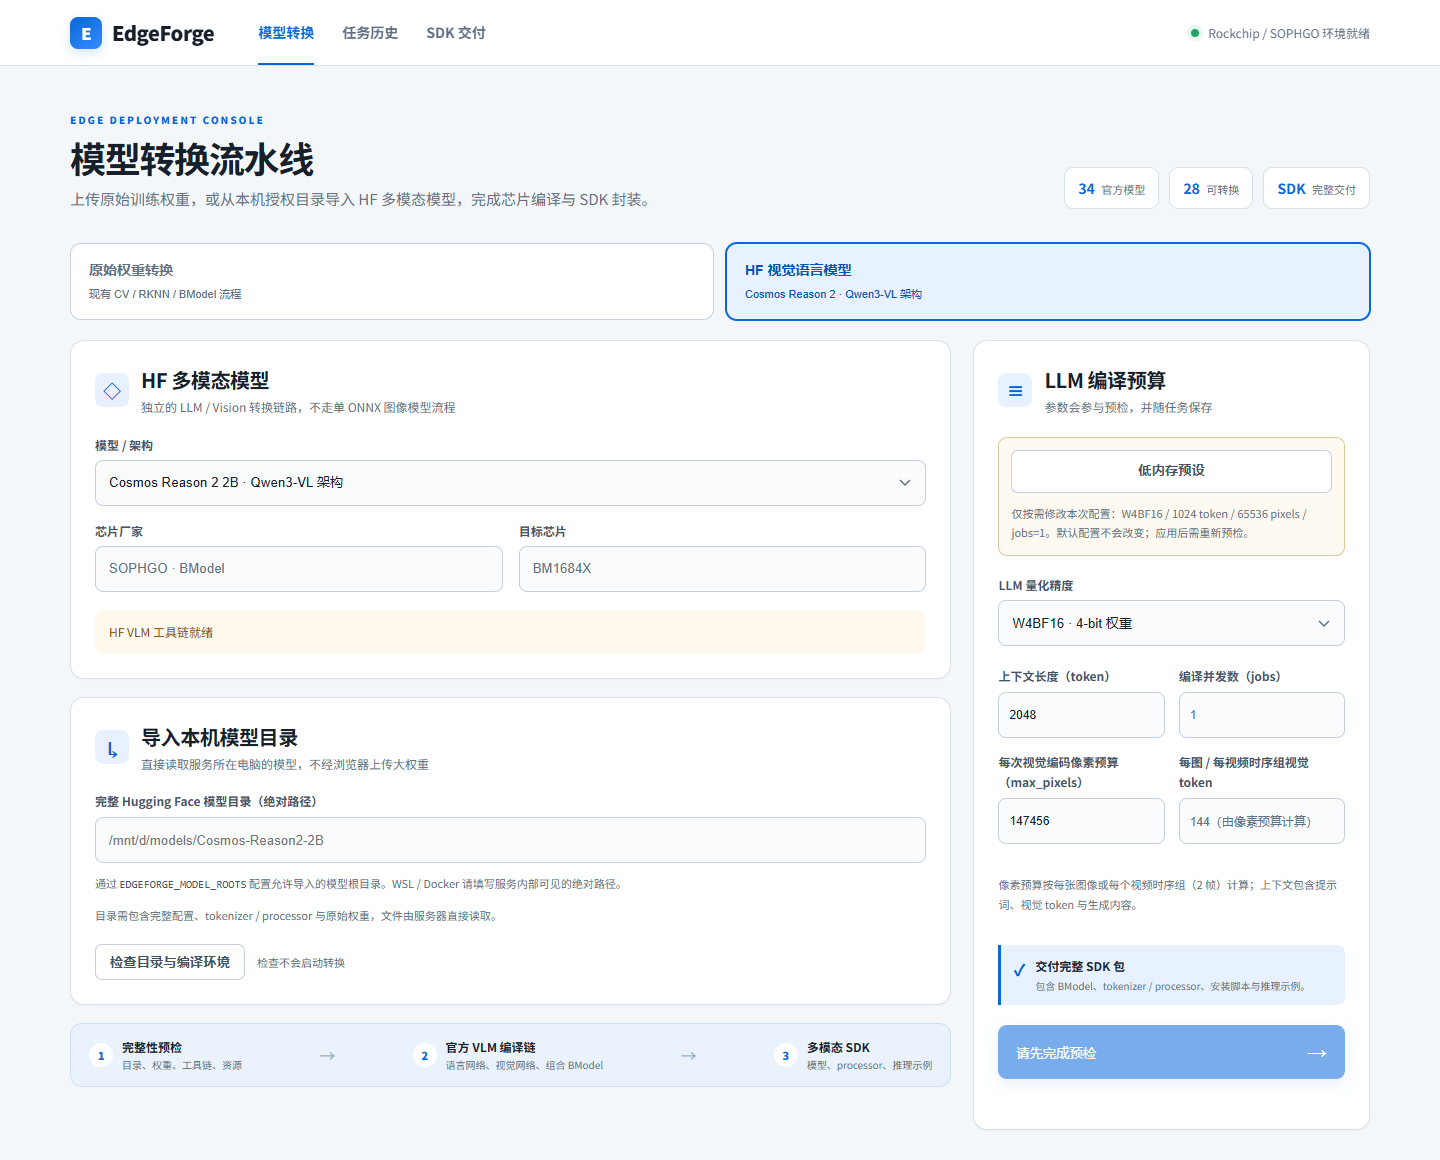 E EdgeForge 模型转换 任务历史 SDK 交付 Rockchip / SOPHGO 环境就绪
EDGE DEPLOYMENT CONSOLE
模型转换流水线
上传原始训练权重，或从本机授权目录导入 HF 多模态模型，完成芯片编译与 SDK 封装。
34 官方模型 28 可转换 SDK 完整交付
原始权重转换
现有 CV / RKNN / BModel 流程
HF 视觉语言模型
Cosmos Reason 2 · Qwen3-VL 架构
HF 多模态模型
独立的 LLM / Vision 转换链路，不走单 ONNX 图像模型流程
模型 / 架构
Cosmos Reason 2 2B · Qwen3-VL 架构
芯片厂家
SOPHGO · BModel
目标芯片
BM1684X
HF VLM 工具链就绪
导入本机模型目录
直接读取服务所在电脑的模型，不经浏览器上传大权重
完整 Hugging Face 模型目录（绝对路径）
/mnt/d/models/Cosmos-Reason2-2B
通过 EDGEFORGE_MODEL_ROOTS 配置允许导入的模型根目录。WSL / Docker 请填写服务内部可见的绝对路径。
目录需包含完整配置、tokenizer / processor 与原始权重，文件由服务器直接读取。
检查目录与编译环境 检查不会启动转换
1 完整性预检
目录、权重、工具链、资源
→
2 官方 VLM 编译链
语言网络、视觉网络、组合 BModel
→
3 多模态 SDK
模型、processor、推理示例
LLM 编译预算
参数会参与预检，并随任务保存
低内存预设
仅按需修改本次配置：W4BF16 / 1024 token / 65536 pixels /
jobs=1。默认配置不会改变；应用后需重新预检。
LLM 量化精度
W4BF16 · 4-bit 权重
上下文长度（token）
2048
编译并发数（jobs）
1
每次视觉编码像素预算
（max_pixels）
147456
每图 / 每视频时序组视觉
token
144（由像素预算计算）
像素预算按每张图像或每个视频时序组（2 帧）计算；上下文包含提示
词、视觉 token 与生成内容。
✓ 交付完整 SDK 包
包含 BModel、tokenizer / processor、安装脚本与推理示例。
请先完成预检 →